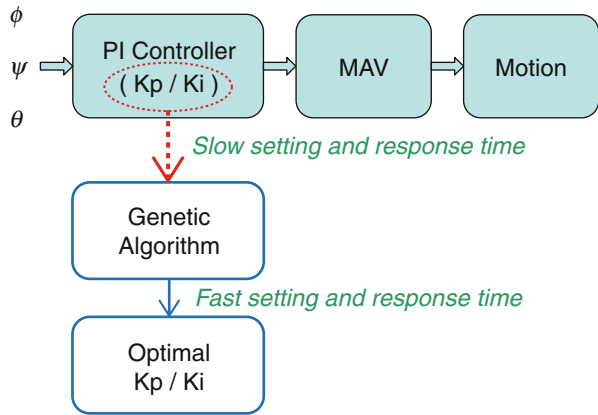 ϕ
ψ
θ
PI Controller
( Kp / Ki )
MAV
Motion
Slow setting and response time
Genetic
Algorithm
Fast setting and response time
Optimal
Kp / Ki